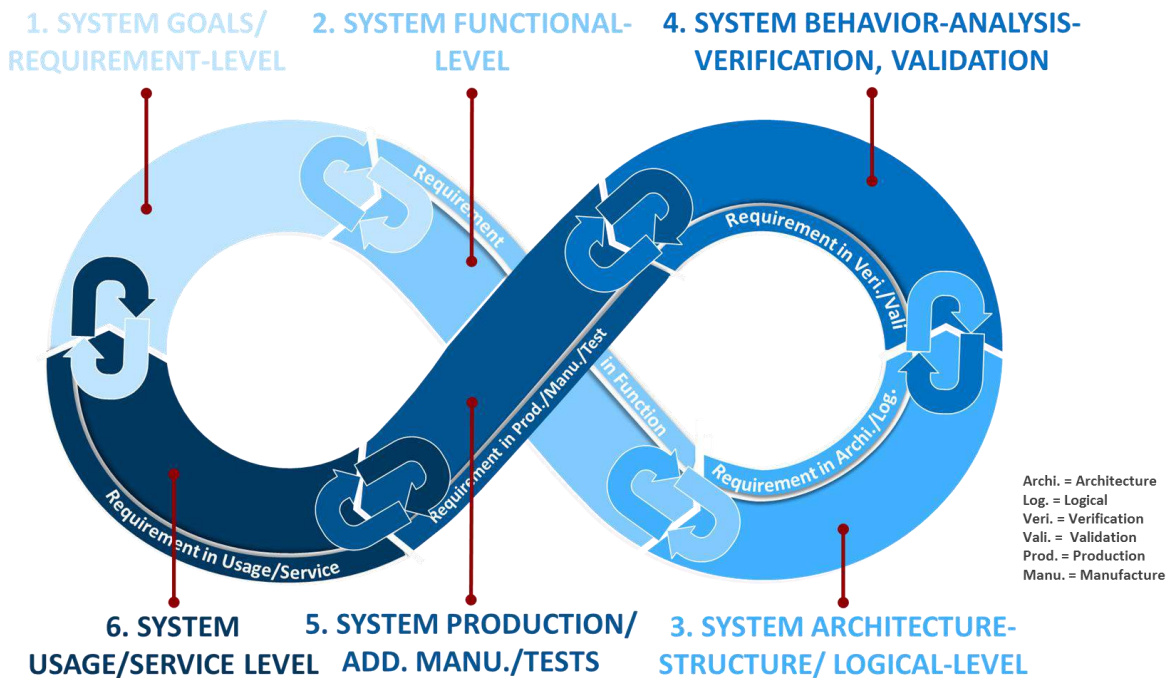 1. SYSTEM GOALS/
REQUIREMENT-LEVEL
2. SYSTEM FUNCTIONAL-
LEVEL
4. SYSTEM BEHAVIOR-ANALYSIS-
VERIFICATION, VALIDATION
Requirement
in Function
Requirement in Veri./Vali
Requirement in Archi./Log.
Requirement in Prod./Manu./Test
Requirement in Usage/Service
Archi. = Architecture
Log. = Logical
Veri. = Verification
Vali. = Validation
Prod. = Production
Manu. = Manufacture
6. SYSTEM
USAGE/SERVICE LEVEL
5. SYSTEM PRODUCTION/
ADD. MANU./TESTS
3. SYSTEM ARCHITECTURE-
STRUCTURE/ LOGICAL-LEVEL